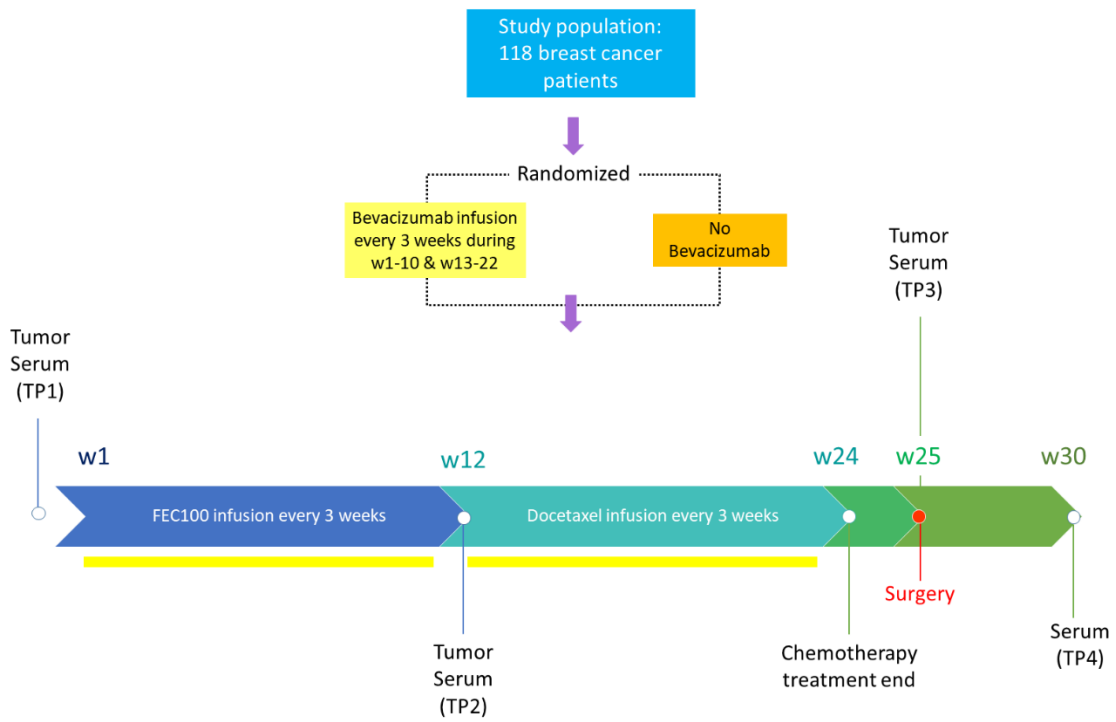 Study population:
118 breast cancer
patients
Randomized
Bevacizumab infusion
every 3 weeks during
w1-10 & w13-22
No
Bevacizumab
Tumor
Serum
(TP3)
Tumor
Serum
(TP1)
w1
w12
w24
w25
w30
FEC100 infusion every 3 weeks
Docetaxel infusion every 3 weeks
Surgery
Tumor
Serum
(TP2)
Chemotherapy
treatment end
Serum
(TP4)